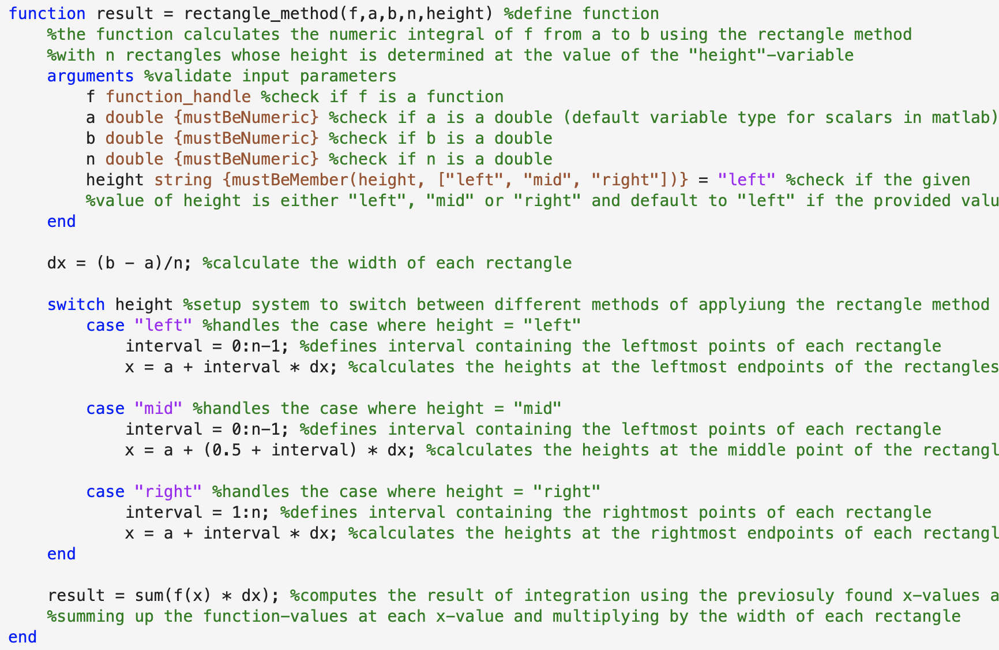 function result = rectangle_method(f,a,b,n,height) %define function
    %the function calculates the numeric integral of f from a to b using the rectangle method
    %with n rectangles whose height is determined at the value of the "height"-variable
    arguments %validate input parameters
        f function_handle %check if f is a function
        a double {mustBeNumeric} %check if a is a double (default variable type for scalars in matlab)
        b double {mustBeNumeric} %check if b is a double
        n double {mustBeNumeric} %check if n is a double
        height string {mustBeMember(height, ["left", "mid", "right"])} = "left" %check if the given
        %value of height is either "left", "mid" or "right" and default to "left" if the provided
    end
    dx = (b - a)/n; %calculate the width of each rectangle
    switch height %setup system to switch between different methods of applyiung the rectangle method
        case "left" %handles the case where height = "left"
            interval = 0:n-1; %defines interval containing the leftmost points of each rectangle
            x = a + interval * dx; %calculates the heights at the leftmost endpoints of the rectangles
        case "mid" %handles the case where height = "mid"
            interval = 0:n-1; %defines interval containing the leftmost points of each rectangle
            x = a + (0.5 + interval) * dx; %calculates the heights at the middle point of the
        case "right" %handles the case where height = "right"
            interval = 1:n; %defines interval containing the rightmost points of each rectangle
            x = a + interval * dx; %calculates the heights at the rightmost endpoints of each
    end
    result = sum(f(x) * dx); %computes the result of integration using the previosuly found x-values
    %summing up the function-values at each x-value and multiplying by the width of each rectangle
end